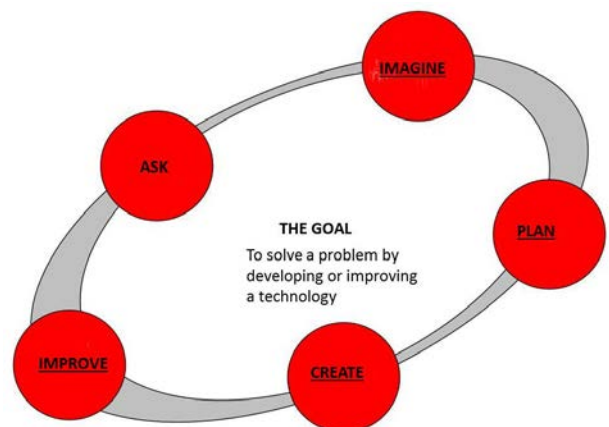 IMAGINE
ASK
PLAN
THE GOAL
To solve a problem by
developing or improving
a technology
IMPROVE
CREATE